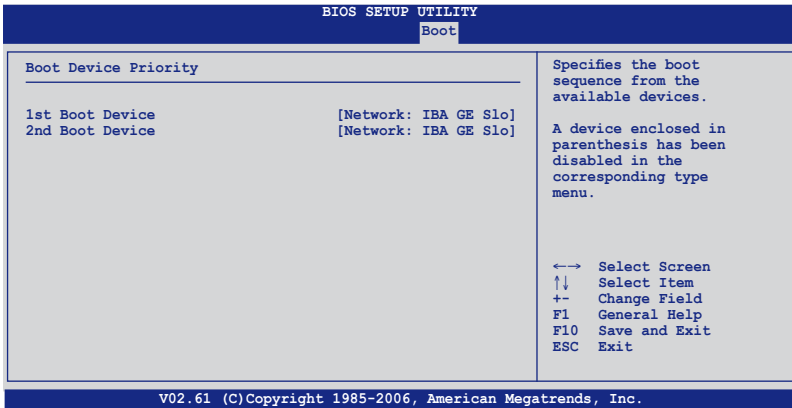 BIOS SETUP UTILITY
Boot
Boot Device Priority
1st Boot Device [Network: IBA GE Slo]
2nd Boot Device [Network: IBA GE Slo]
Specifies the boot
sequence from the
available devices.
A device enclosed in
parenthesis has been
disabled in the
corresponding type
menu.
←→ Select Screen
↑↓ Select Item
+- Change Field
F1 General Help
F10 Save and Exit
ESC Exit
V02.61 (C)Copyright 1985-2006, American Megatrends, Inc.